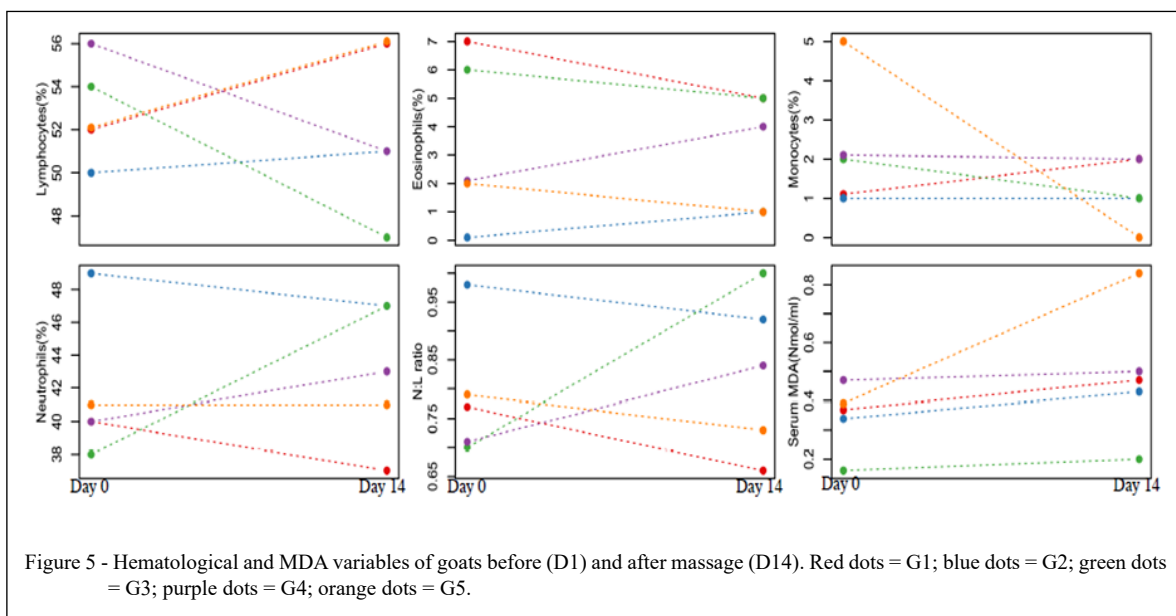 Lymphocytes(%)
56
54
52
50
48
Eosinophils(%)
7
6
5
4
3
2
1
0
Monocytes(%)
5
4
3
2
1
0
Neutrophils(%)
48
46
44
42
40
38
Day 0
Day 14
N:L ratio
0.95
0.85
0.75
0.65
Day 0
Day 14
Serum MDA(Nmol/ml)
0.8
0.6
0.4
0.2
Day 0
Day 14
Figure 5 - Hematological and MDA variables of goats before (D1) and after massage (D14). Red dots = G1; blue dots = G2; green dots
= G3; purple dots = G4; orange dots = G5.